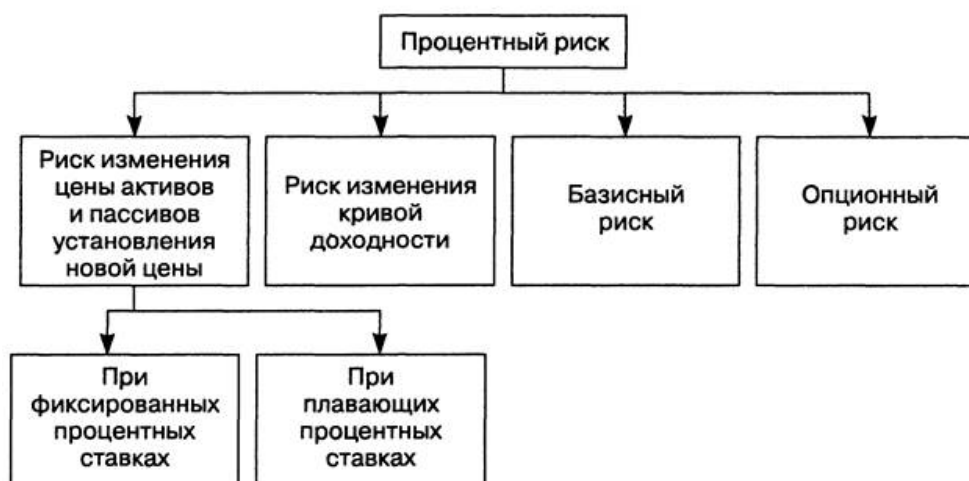 Процентный риск
Риск изменения
цены активов
и пассивов
установления
новой цены
Риск изменения
кривой
доходности
Базисный
риск
Опционный
риск
При
фиксированных
процентных
ставках
При
плавающих
процентных
ставках